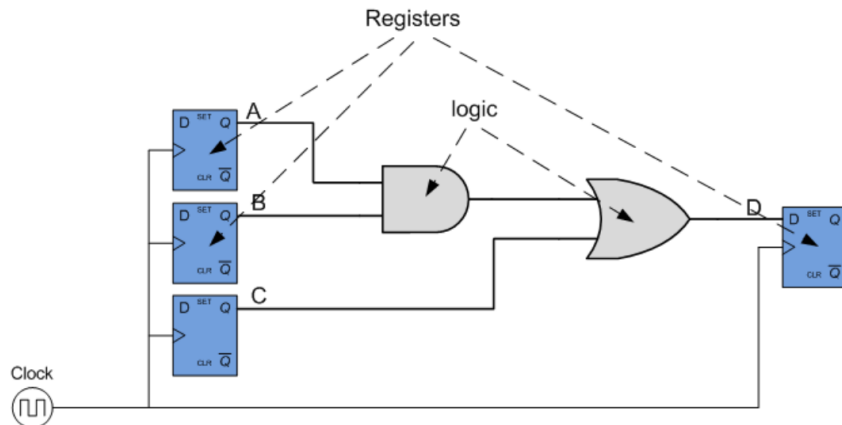 Registers
A
logic
D SET Q
CLR Q̅
B
D SET Q
CLR Q̅
D
D SET Q
CLR Q̅
C
D SET Q
CLR Q̅
Clock